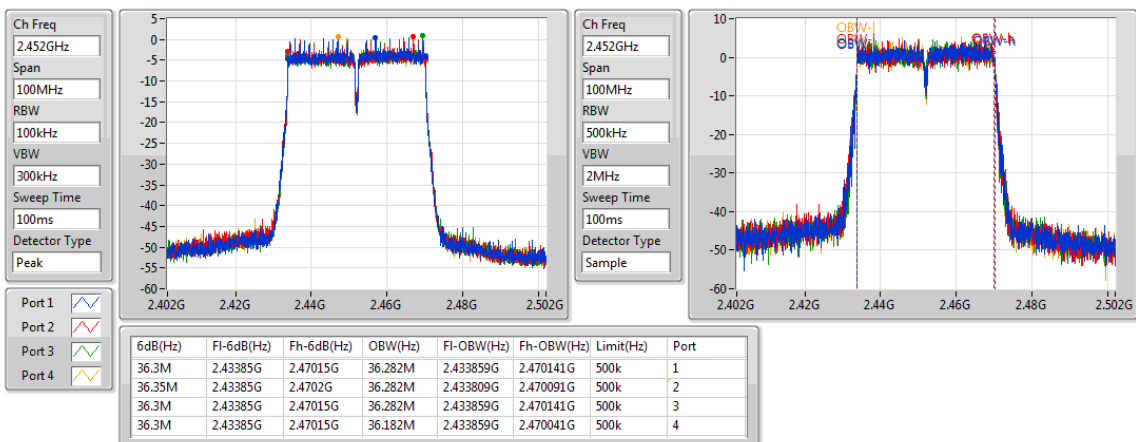 Ch Freq
2.452GHz
Span
100MHz
RBW
100kHz
VBW
300kHz
Sweep Time
100ms
Detector Type
Peak
5
0
-5
-10
-15
-20
-25
-30
-35
-40
-45
-50
-55
-60
2.402G 2.42G 2.44G 2.46G 2.48G 2.502G
Ch Freq
2.452GHz
Span
100MHz
RBW
500kHz
VBW
2MHz
Sweep Time
100ms
Detector Type
Sample
10
0
-10
-20
-30
-40
-50
-60
OBW-l
OBW-h
2.402G 2.42G 2.44G 2.46G 2.48G 2.502G
Port 1
Port 2
Port 3
Port 4
6dB(Hz) Fl-6dB(Hz) Fh-6dB(Hz) OBW(Hz) Fl-OBW(Hz) Fh-OBW(Hz) Limit(Hz) Port
36.3M 2.43385G 2.47015G 36.282M 2.433859G 2.470141G 500k 1
36.35M 2.43385G 2.4702G 36.282M 2.433809G 2.470091G 500k 2
36.3M 2.43385G 2.47015G 36.282M 2.433859G 2.470141G 500k 3
36.3M 2.43385G 2.47015G 36.182M 2.433859G 2.470041G 500k 4